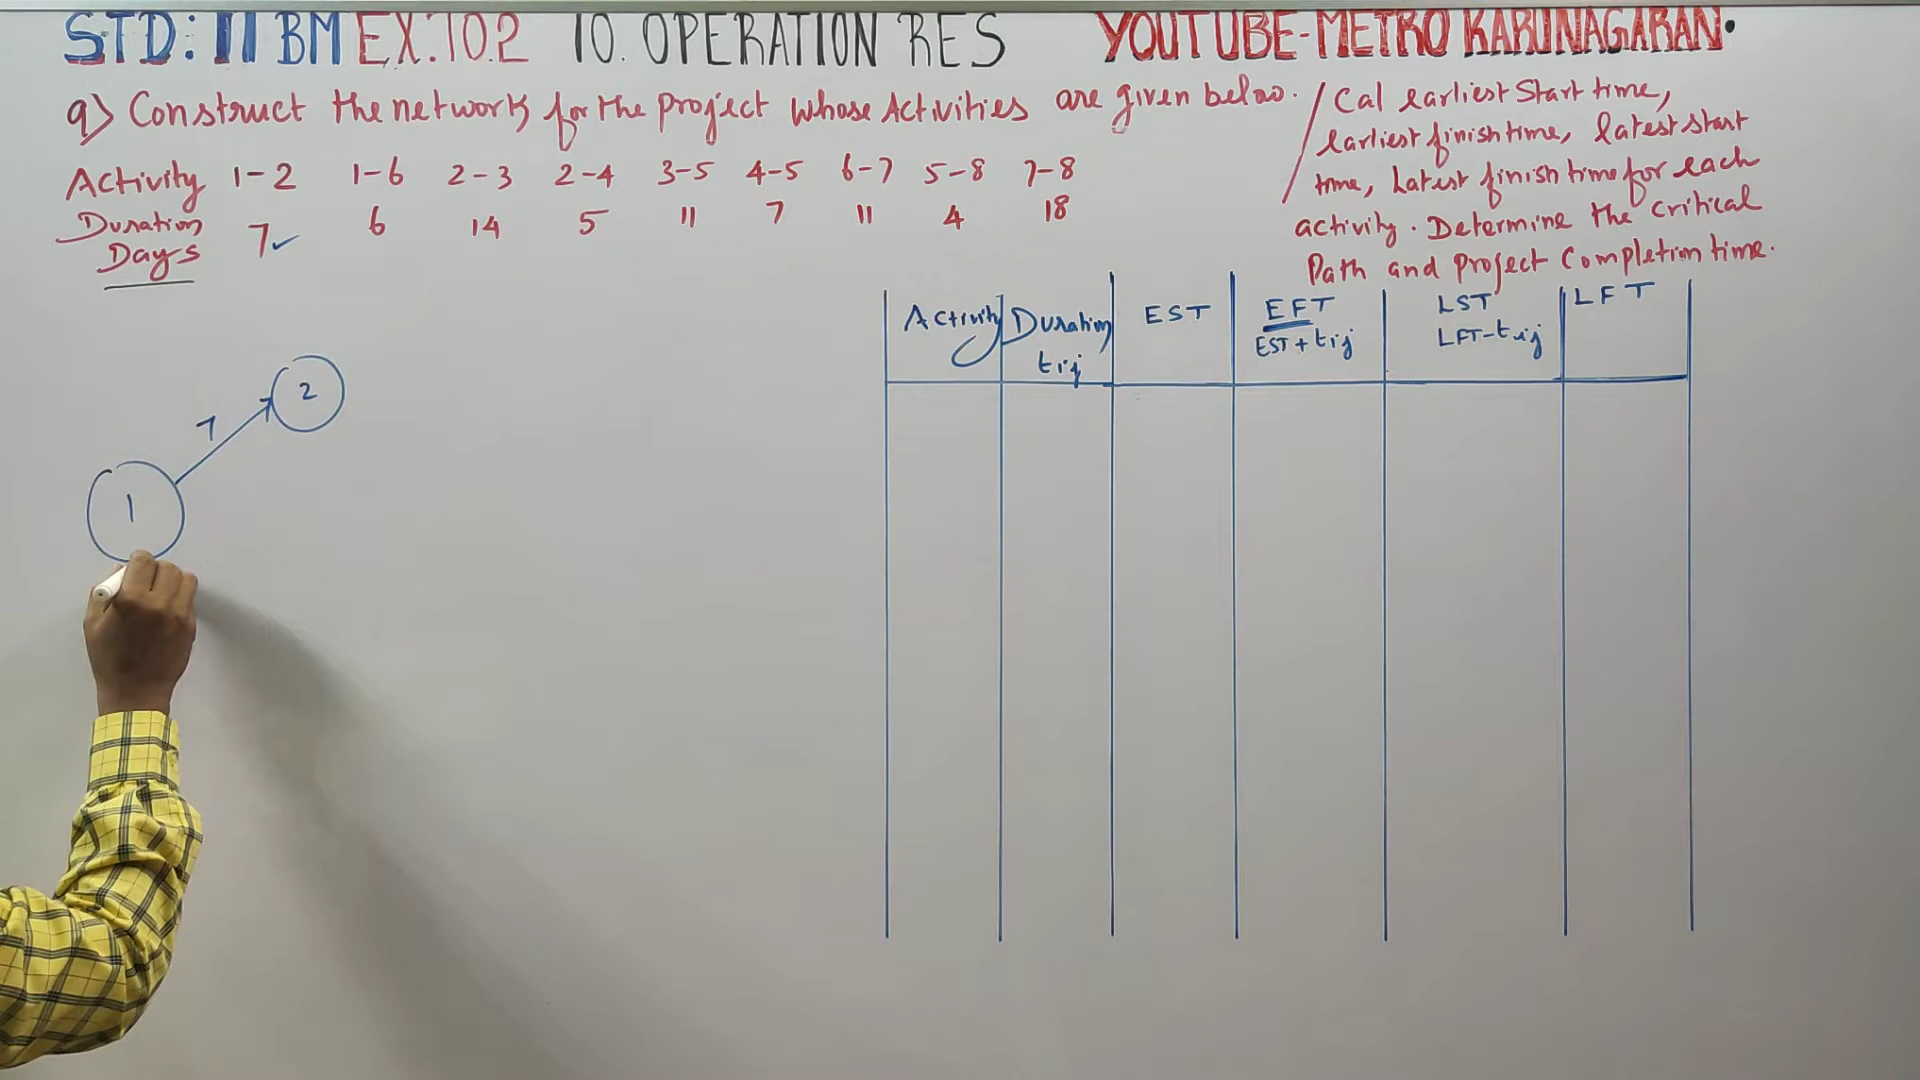 STD: 11 BM EX.10.2 10. OPERATION RES YOUTUBE-METRO KARUNAGARAN.
9) Construct the network for the project whose Activities are given below. / Cal earliest Start time,
earliest finish time, latest start
time, Latest finish time for each
activity. Determine the critical
Path and project Completion time.
Activity 1-2 1-6 2-3 2-4 3-5 4-5 6-7 5-8 7-8
Duration Days 7✓ 6 14 5 11 7 11 4 18
Activity Duration tij EST EFT EST+tij LST LFT-tij LFT
2
7
1